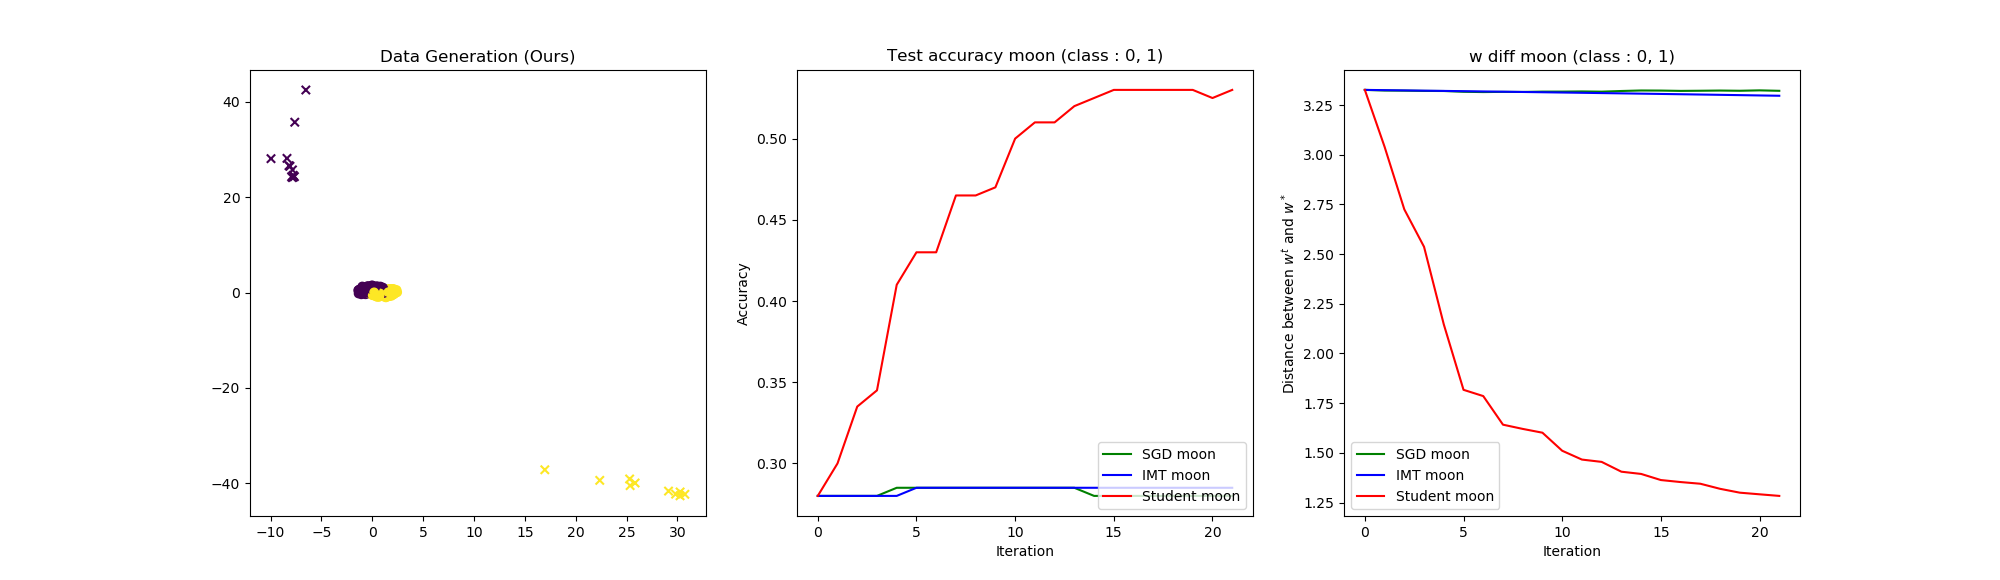 Data Generation (Ours)
40
20
0
−20
−40
−10
−5
0
5
10
15
20
25
30
Test accuracy moon (class : 0, 1)
Accuracy
0.50
0.45
0.40
0.35
0.30
SGD moon
IMT moon
Student moon
0
5
10
15
20
Iteration
w diff moon (class : 0, 1)
Distance between w^t and w^*
3.25
3.00
2.75
2.50
2.25
2.00
1.75
1.50
1.25
SGD moon
IMT moon
Student moon
0
5
10
15
20
Iteration